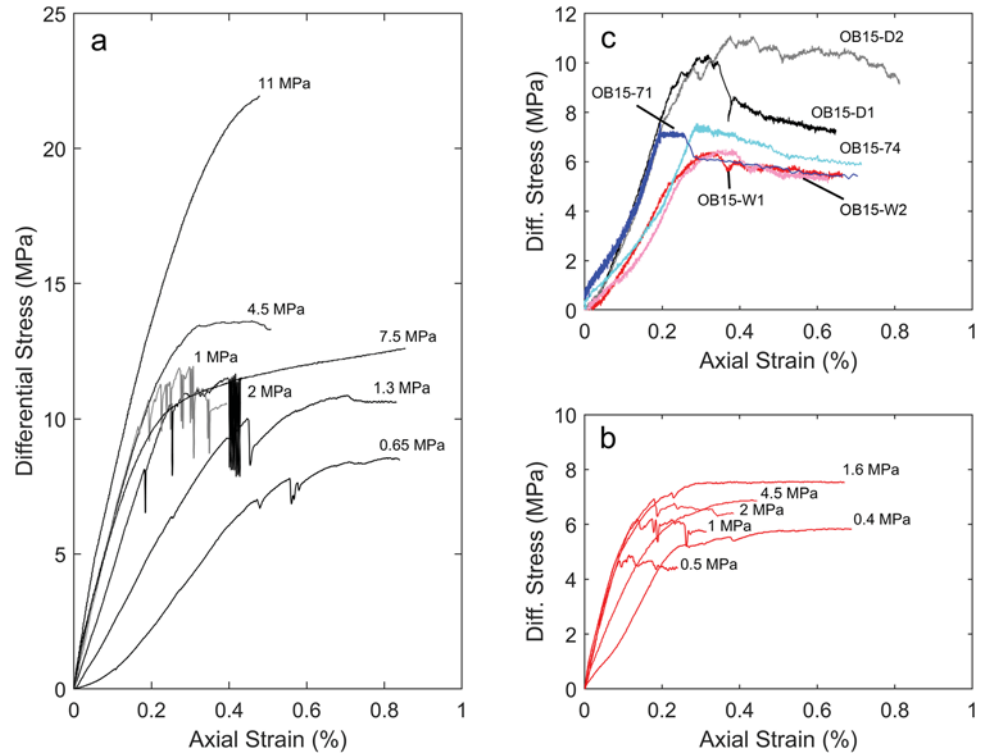 a
25
20
15
10
5
0
0
0.2
0.4
0.6
0.8
1
Differential Stress (MPa)
Axial Strain (%)
11 MPa
4.5 MPa
7.5 MPa
1 MPa
2 MPa
1.3 MPa
0.65 MPa
c
12
10
8
6
4
2
0
0
0.2
0.4
0.6
0.8
1
Diff. Stress (MPa)
Axial Strain (%)
OB15-D2
OB15-71
OB15-D1
OB15-74
OB15-W1
OB15-W2
b
10
8
6
4
2
0
0
0.2
0.4
0.6
0.8
1
Diff. Stress (MPa)
Axial Strain (%)
1.6 MPa
4.5 MPa
2 MPa
0.4 MPa
1 MPa
0.5 MPa